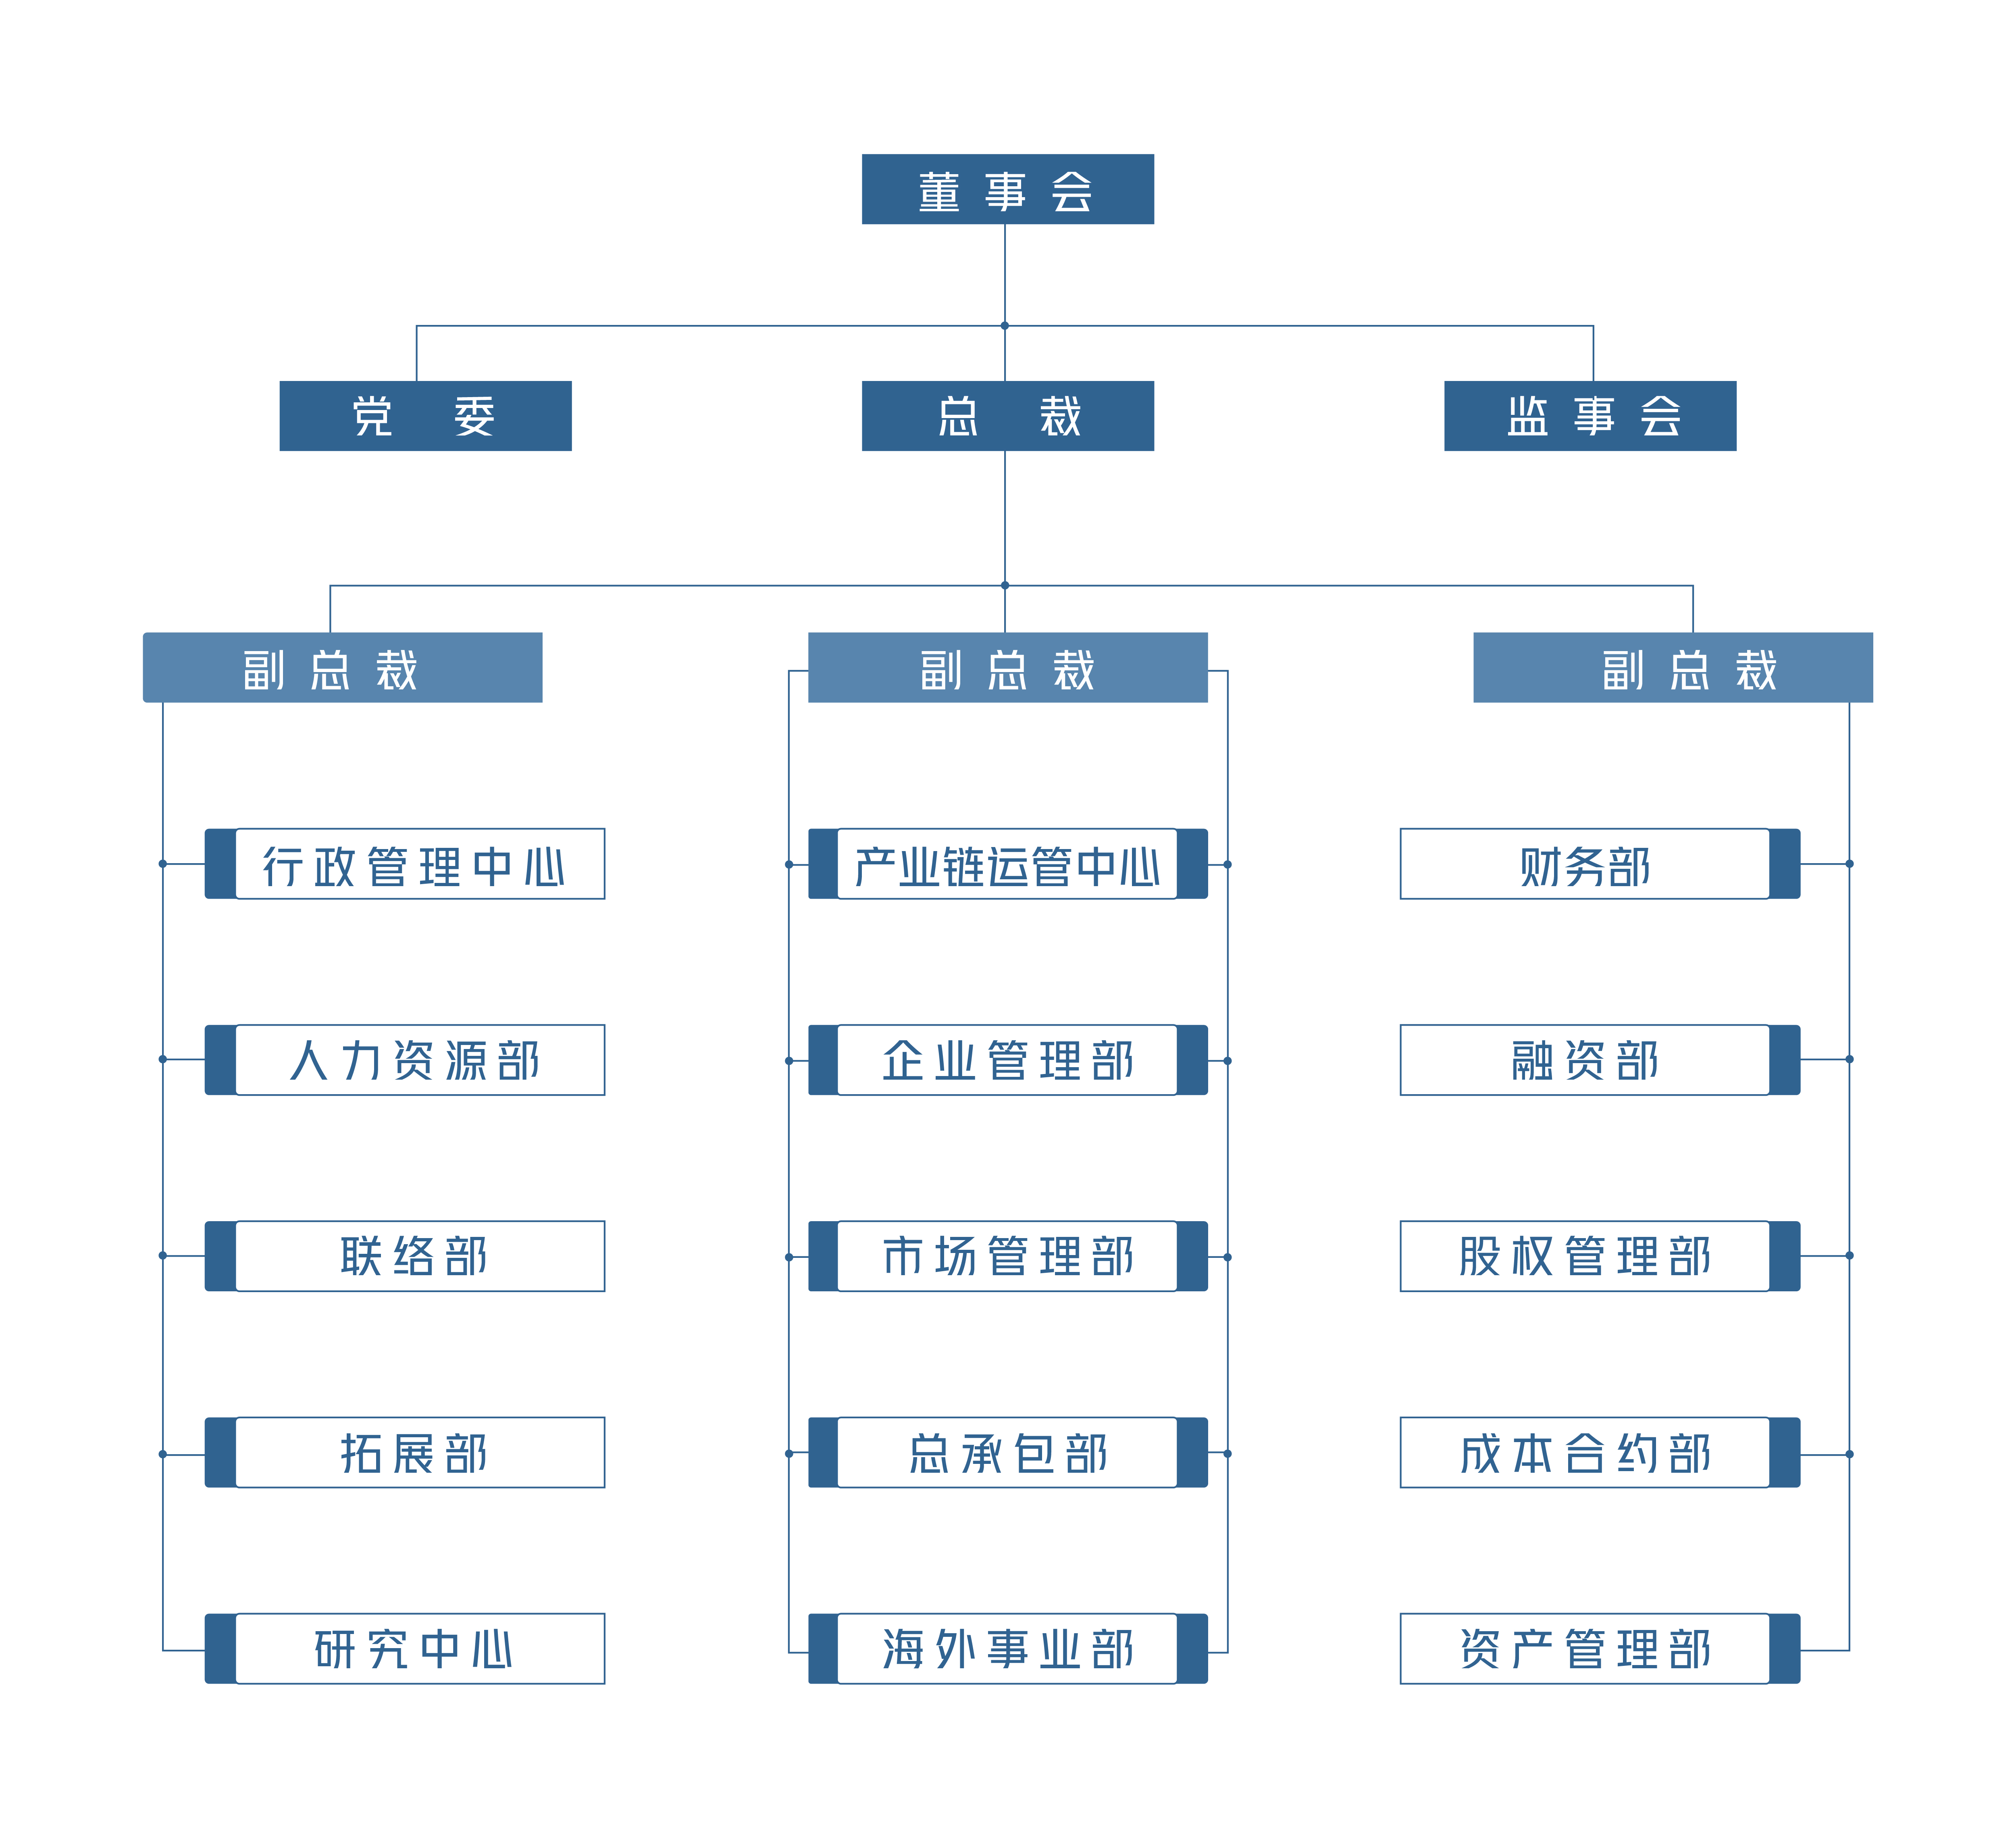 董事会
党委
总裁
监事会
副总裁
副总裁
副总裁
行政管理中心
产业链运管中心
财务部
人力资源部
企业管理部
融资部
联络部
市场管理部
股权管理部
拓展部
总承包部
成本合约部
研究中心
海外事业部
资产管理部